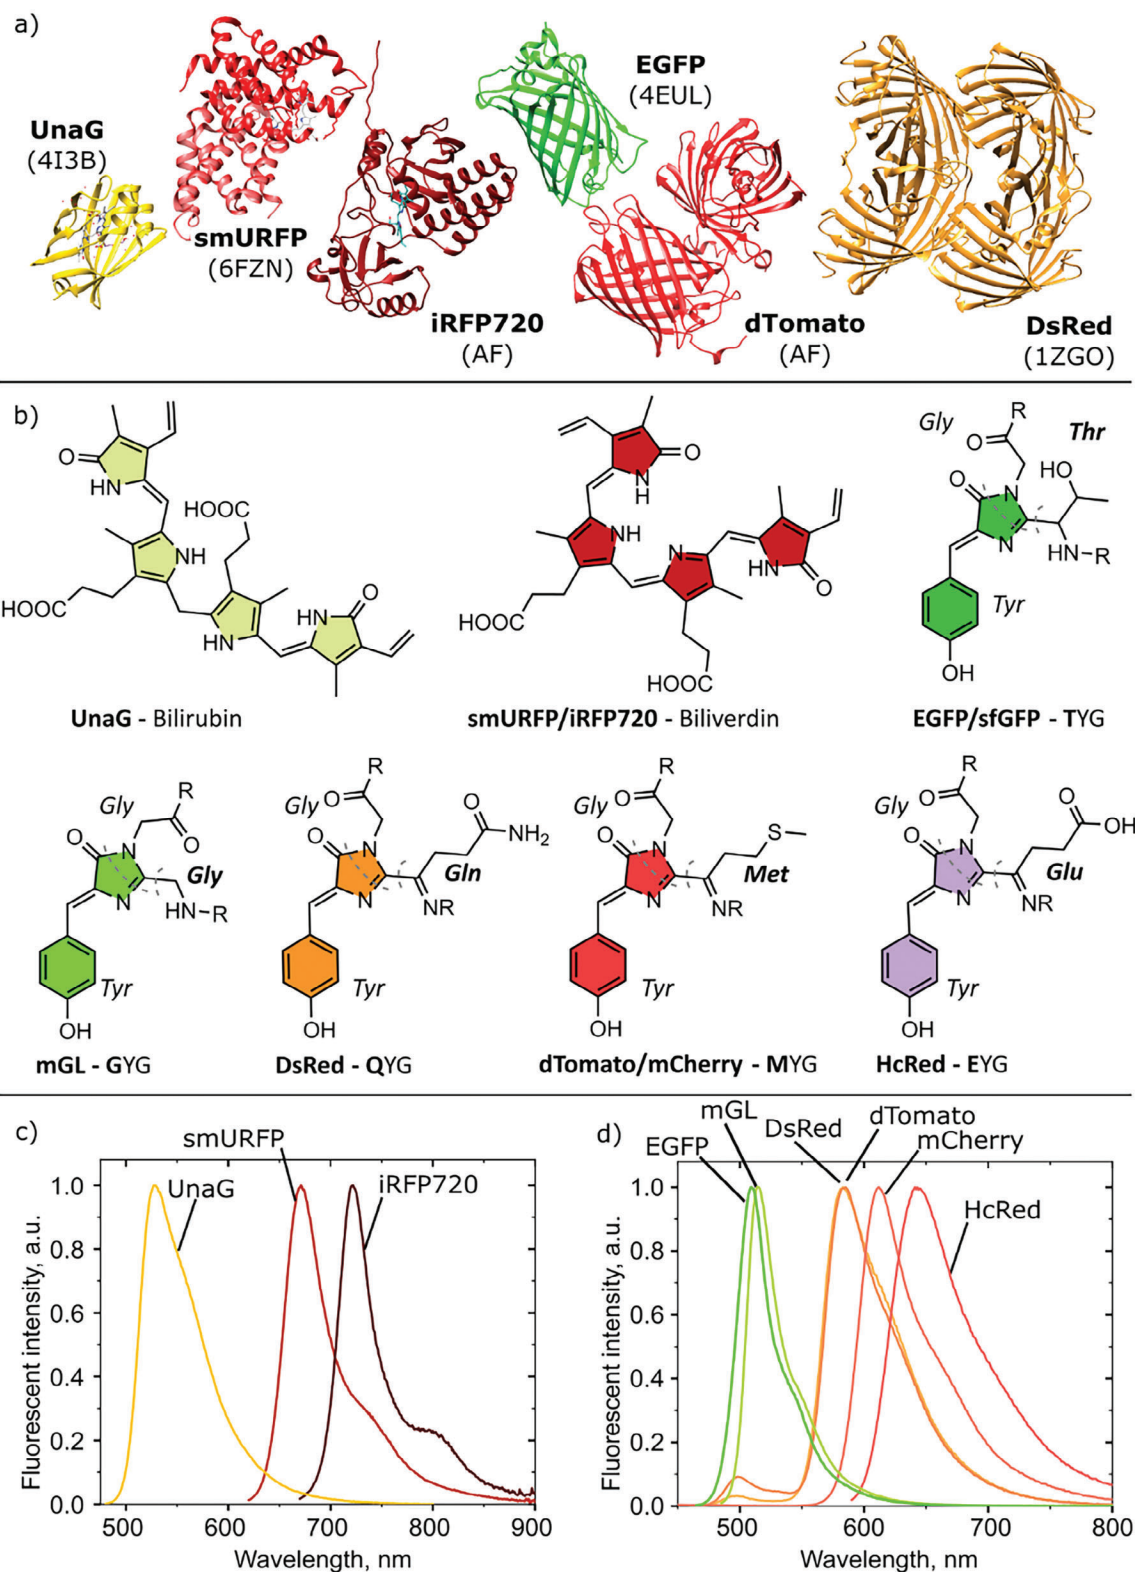 a)
UnaG
(4I3B)
smURFP
(6FZN)
iRFP720
(AF)
EGFP
(4EUL)
dTomato
(AF)
DsRed
(1ZGO)
b)
O
HN
HOOC
NH
HOOC
HN
HN
O
UnaG - Bilirubin
O
N
H
NH
N
HN
O
HOOC
HOOC
smURFP/iRFP720 - Biliverdin
Gly
R
O
Thr
HO
O
N
N
HN-R
Tyr
OH
EGFP/sfGFP - TYG
Gly
R
O
O
N
Gly
N
HN-R
Tyr
OH
mGL - GYG
Gly
R
O
O
NH2
O
N
Gln
N
NR
Tyr
OH
DsRed - QYG
Gly
R
O
S
O
N
Met
N
NR
Tyr
OH
dTomato/mCherry - MYG
Gly
R
O
O
OH
O
N
Glu
N
NR
Tyr
OH
HcRed - EYG
c)
smURFP
UnaG
iRFP720
Fluorescent intensity, a.u.
1.0
0.8
0.6
0.4
0.2
0.0
500 600 700 800 900
Wavelength, nm
d)
mGL
EGFP
DsRed
dTomato
mCherry
HcRed
Fluorescent intensity, a.u.
1.0
0.8
0.6
0.4
0.2
0.0
500 600 700 800
Wavelength, nm